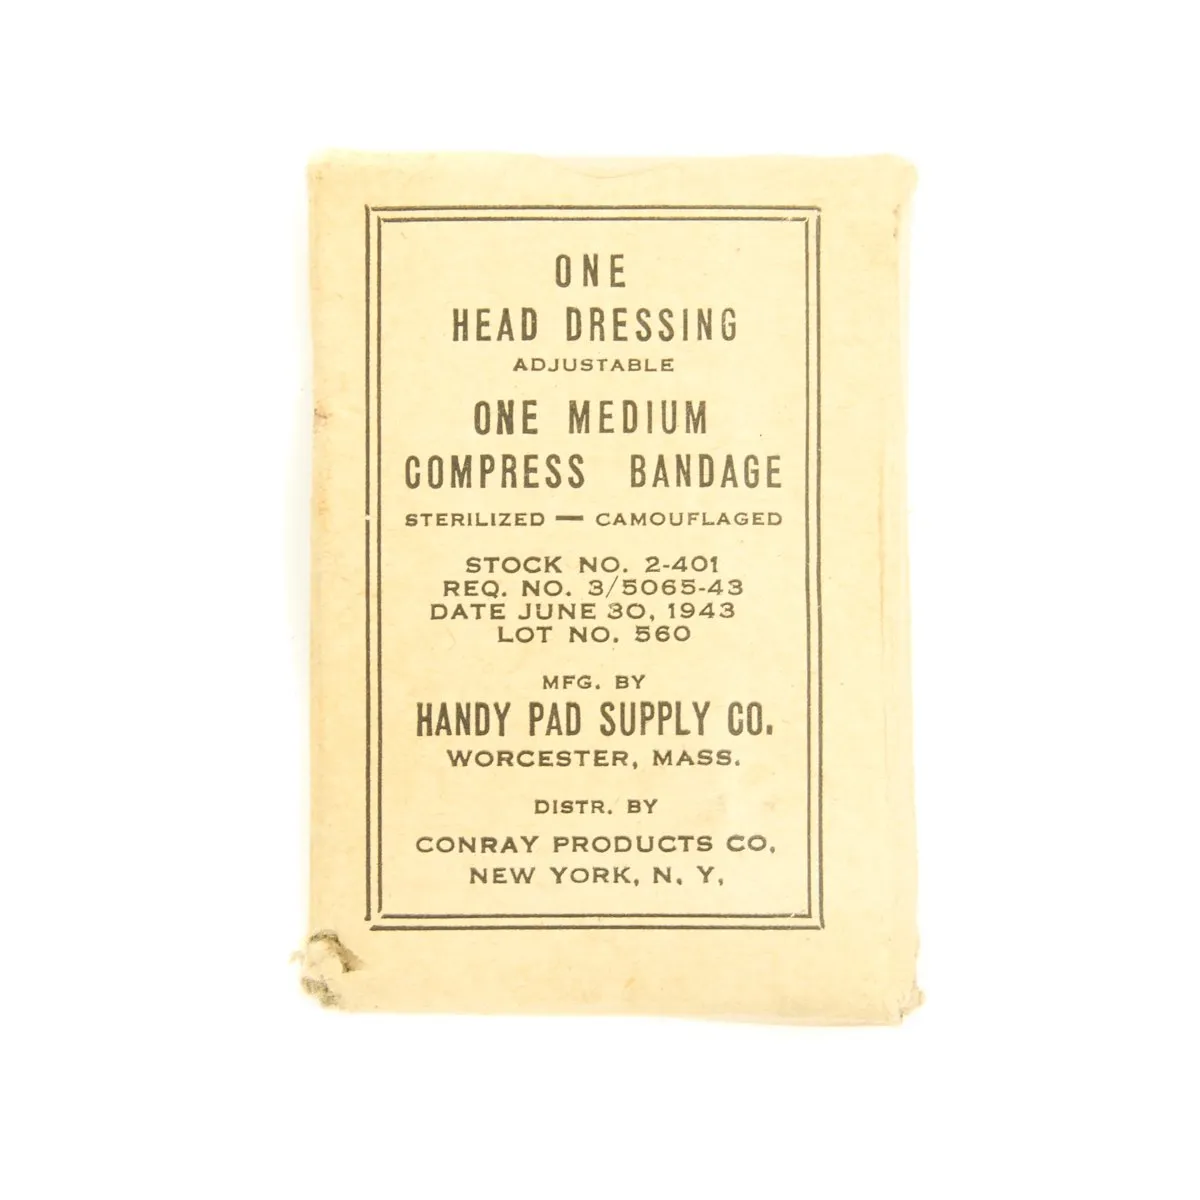 ONE
HEAD DRESSING
ADJUSTABLE
ONE MEDIUM
COMPRESS BANDAGE
STERILIZED — CAMOUFLAGED
STOCK NO. 2-401
REQ. NO. 3/5065-43
DATE JUNE 30, 1943
LOT NO. 560
MFG. BY
HANDY PAD SUPPLY CO.
WORCESTER, MASS.
DISTR. BY
CONRAY PRODUCTS CO,
NEW YORK, N, Y,